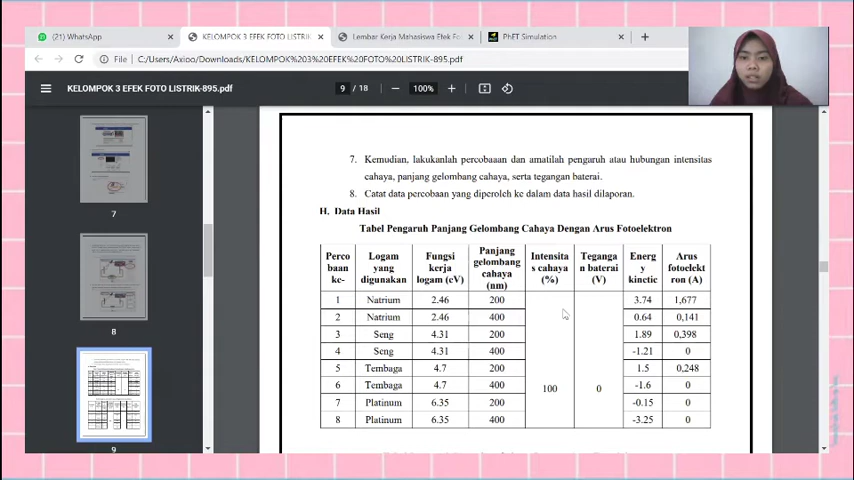 (21) WhatsApp
KELOMPOK 3 EFEK FOTO LISTRIK
Lembar Kerja Mahasiswa Efek Fo
PhET Simulation
File
C:/Users/Axioo/Downloads/KELOMPOK%203%20EFEK%20FOTO%20LISTRIK-895.pdf
KELOMPOK 3 EFEK FOTO LISTRIK-895.pdf
9 / 18
100%
7
8
9
7. Kemudian, lakukanlah percobaaan dan amatilah pengaruh atau hubungan intensitas
cahaya, panjang gelombang cahaya, serta tegangan baterai.
8. Catat data percobaan yang diperoleh ke dalam data hasil dilaporan.
H. Data Hasil
Tabel Pengaruh Panjang Gelombang Cahaya Dengan Arus Fotoelektron
Perco baan ke- Logam yang digunakan Fungsi kerja logam (eV) Panjang gelombang cahaya (nm) Intensita s cahaya (%) Teganga n baterai (V) Energ y kinetic Arus fotoelekt ron (A)
1 Natrium 2.46 200 3.74 1,677
2 Natrium 2.46 400 0.64 0,141
3 Seng 4.31 200 1.89 0,398
4 Seng 4.31 400 -1.21 0
5 Tembaga 4.7 200 1.5 0,248
6 Tembaga 4.7 400 100 0 -1.6 0
7 Platinum 6.35 200 -0.15 0
8 Platinum 6.35 400 -3.25 0